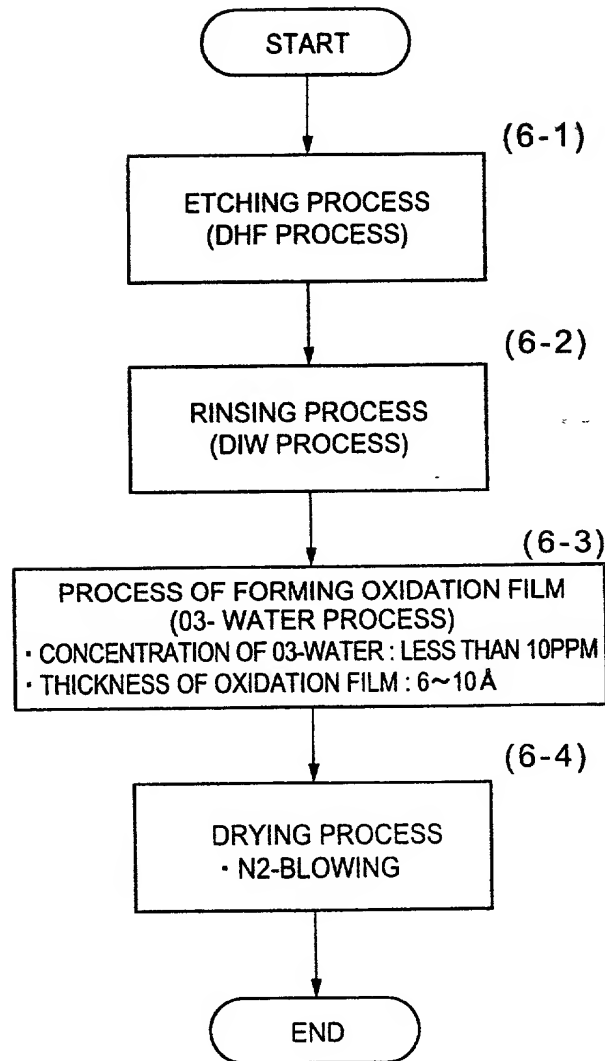 START
(6-1)
ETCHING PROCESS
(DHF PROCESS)
(6-2)
RINSING PROCESS
(DIW PROCESS)
(6-3)
PROCESS OF FORMING OXIDATION FILM
(03- WATER PROCESS)
· CONCENTRATION OF 03-WATER : LESS THAN 10PPM
· THICKNESS OF OXIDATION FILM : 6~10Å
(6-4)
DRYING PROCESS
· N2-BLOWING
END